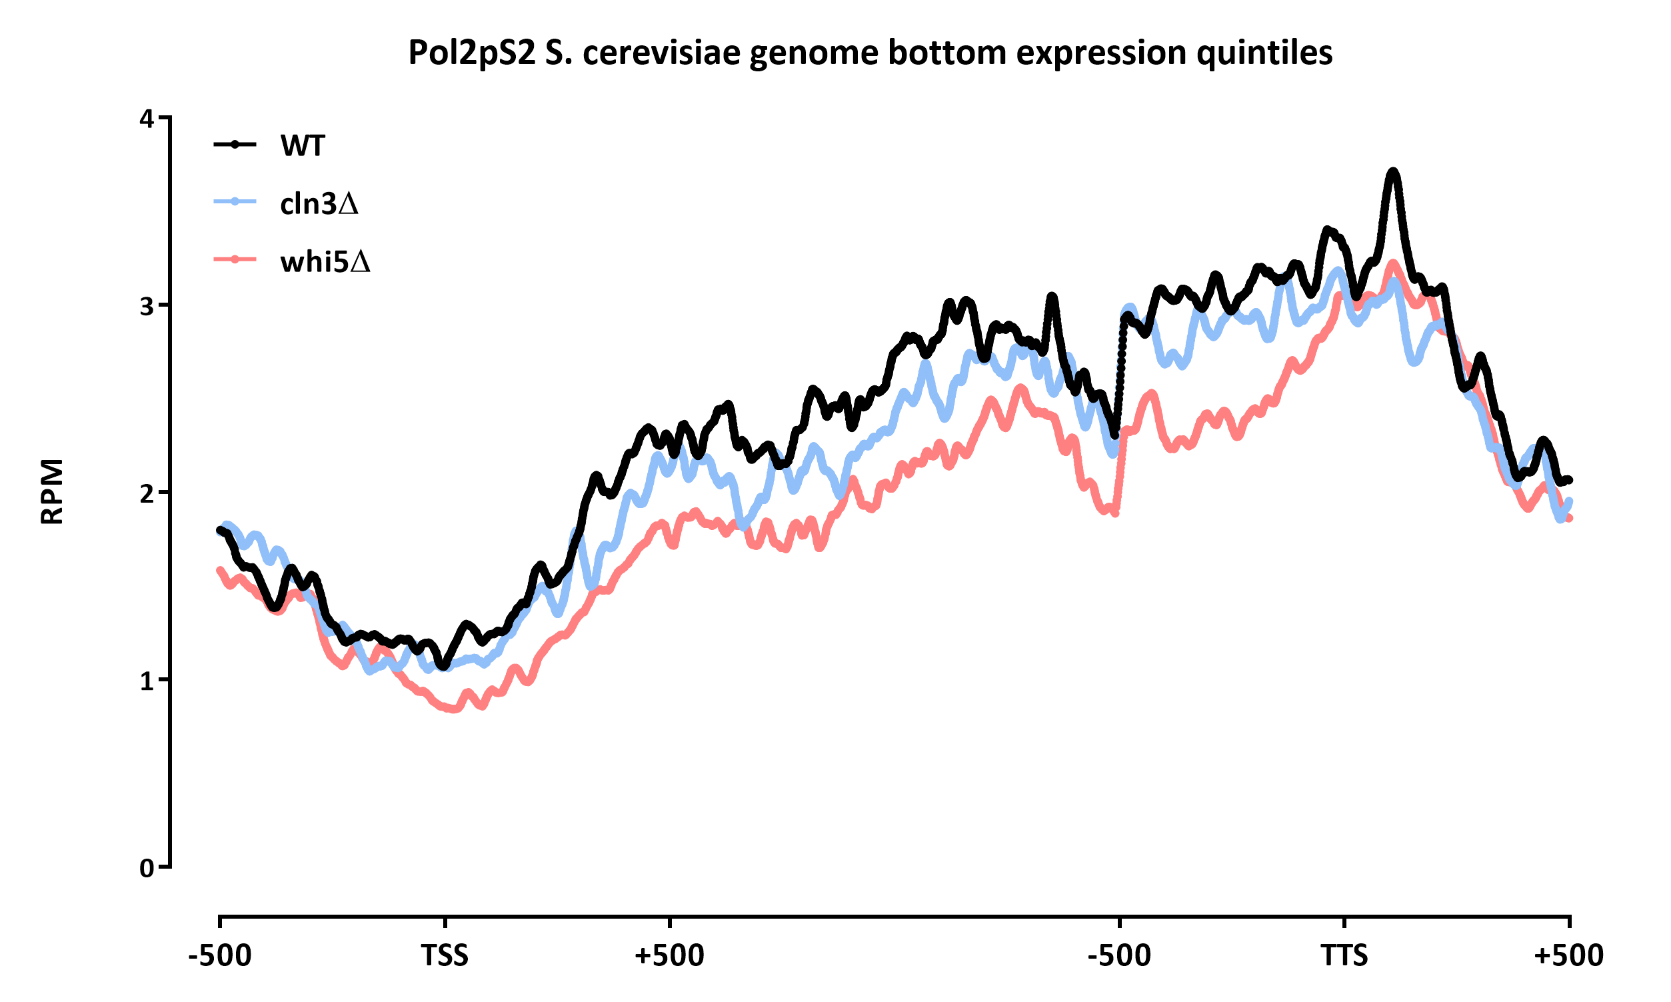 Pol2pS2 S. cerevisiae genome bottom expression quintiles
4
WT
cln3Δ
whi5Δ
3
2
1
0
RPM
-500 TSS +500 -500 TTS +500